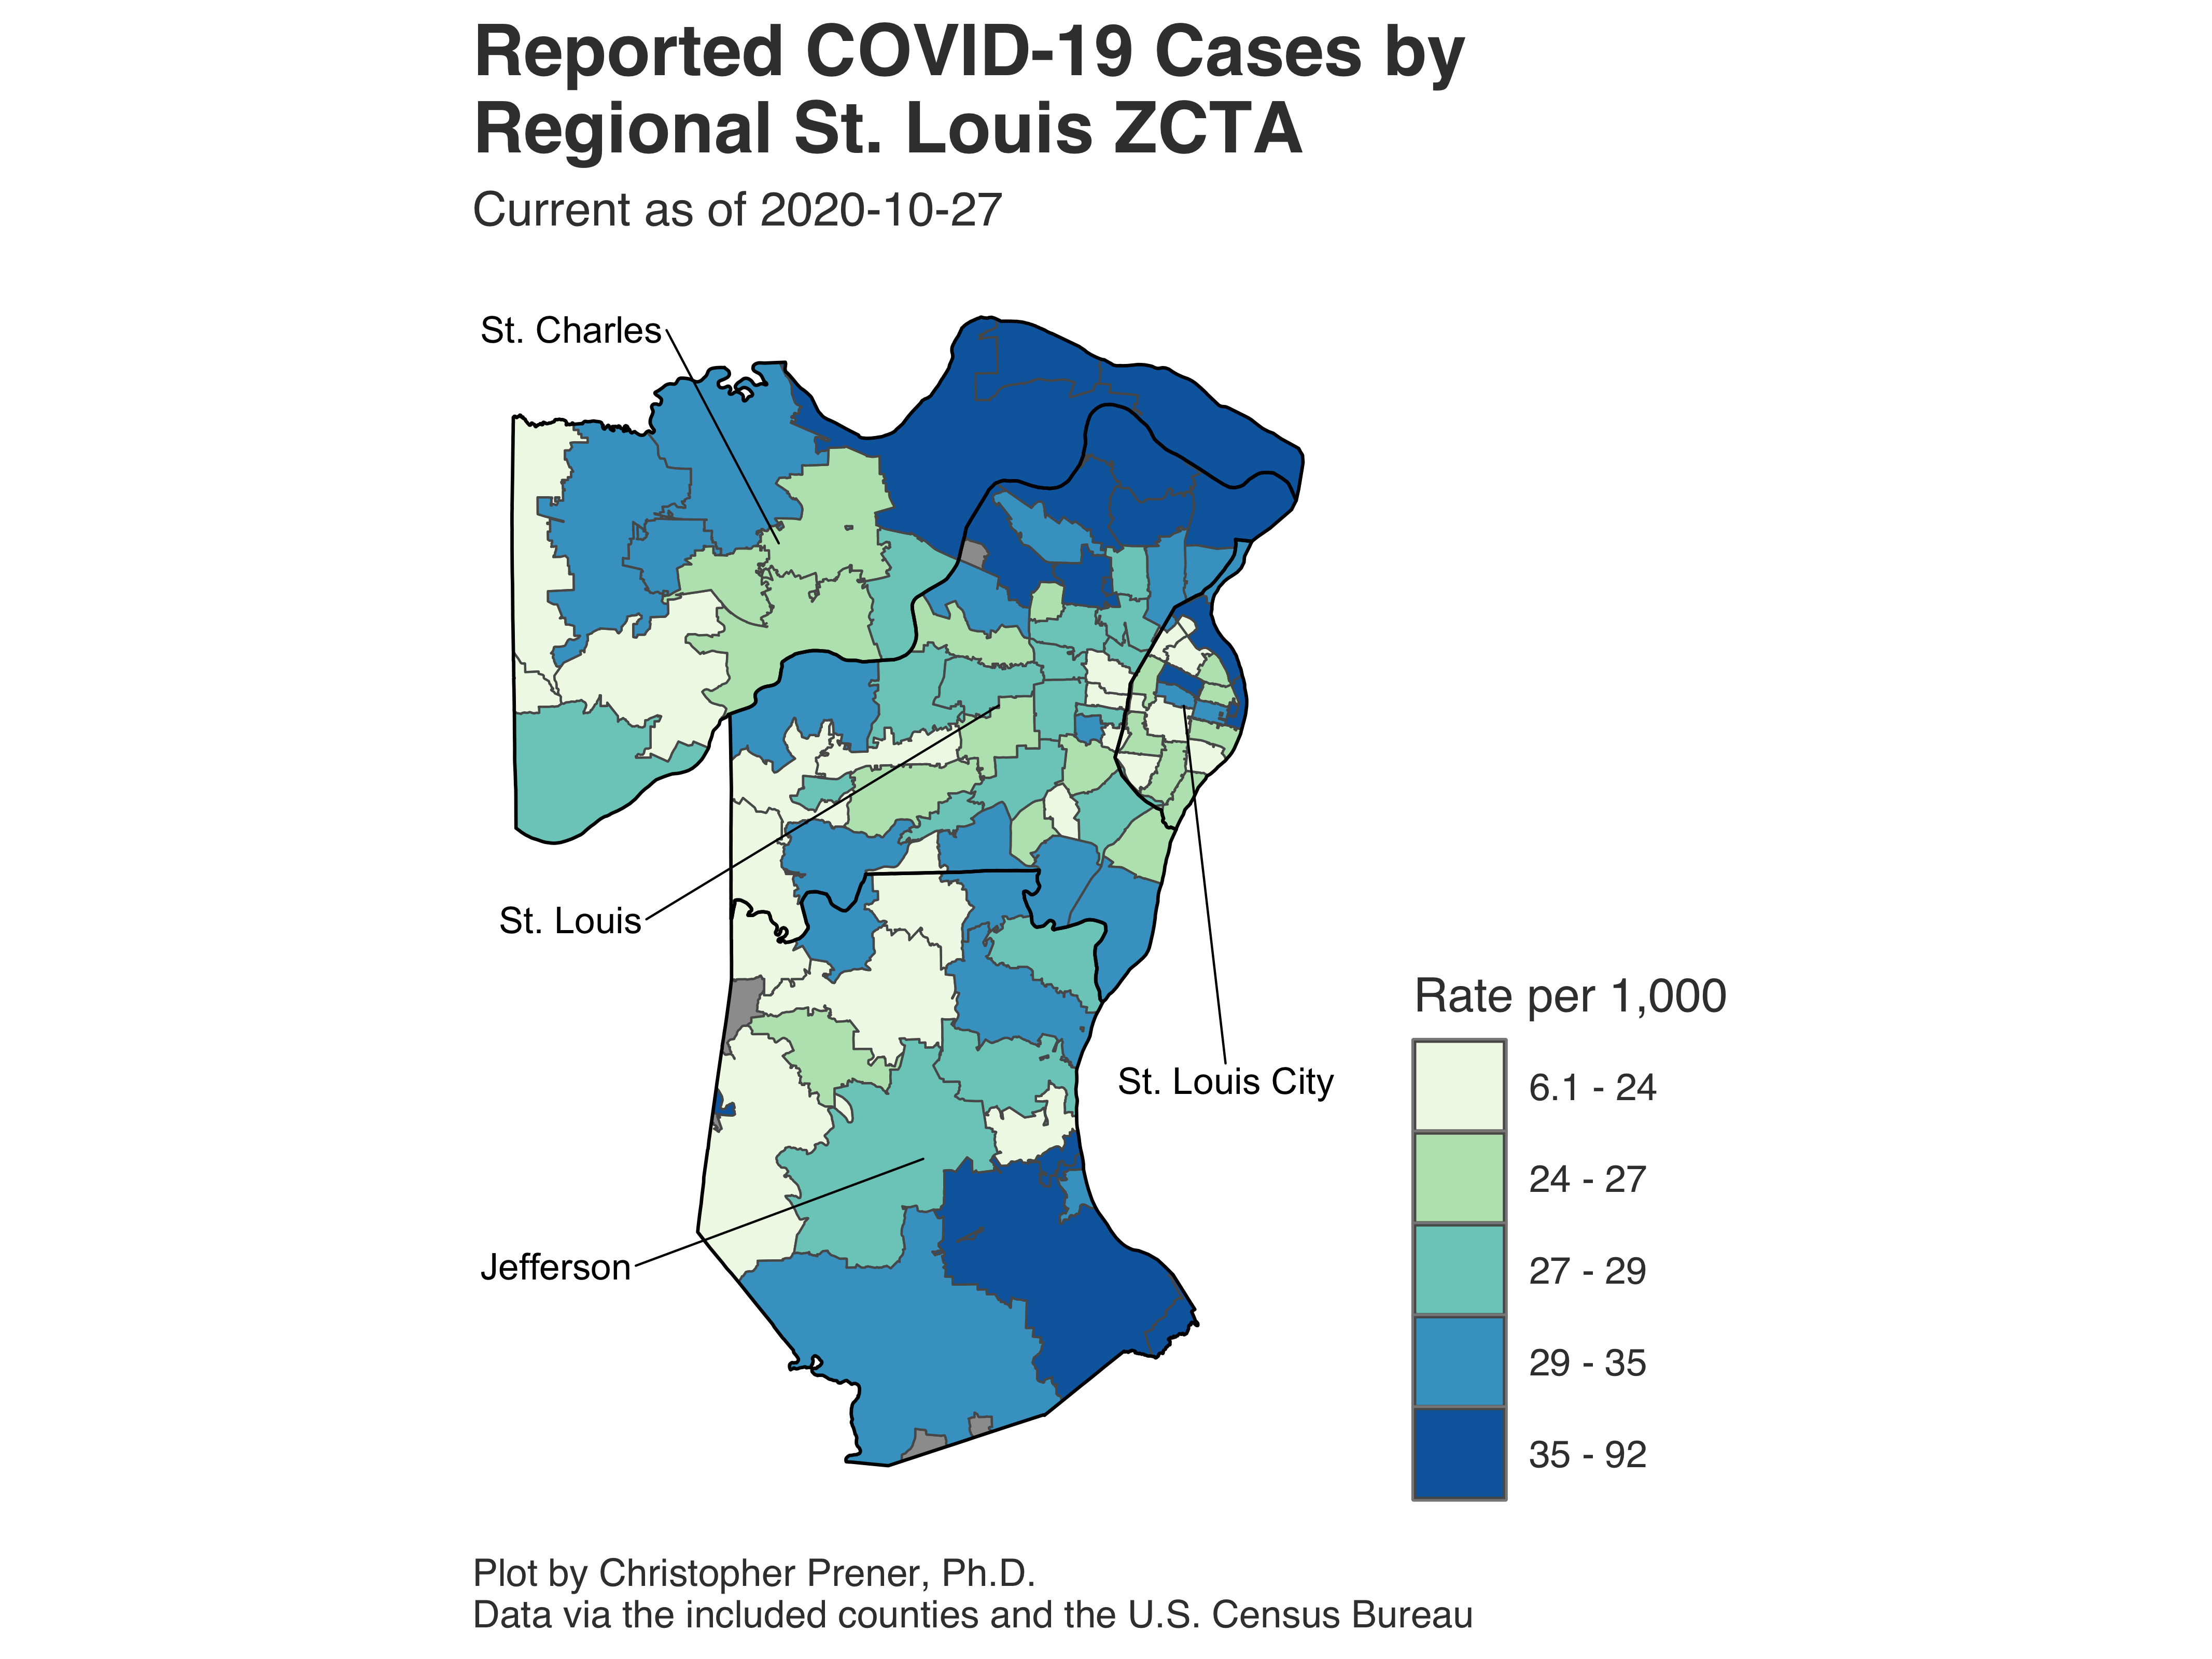 Reported COVID-19 Cases by
Regional St. Louis ZCTA
Current as of 2020-10-27
St. Charles
St. Louis
St. Louis City
Jefferson
Rate per 1,000
6.1 - 24
24 - 27
27 - 29
29 - 35
35 - 92
Plot by Christopher Prener, Ph.D.
Data via the included counties and the U.S. Census Bureau